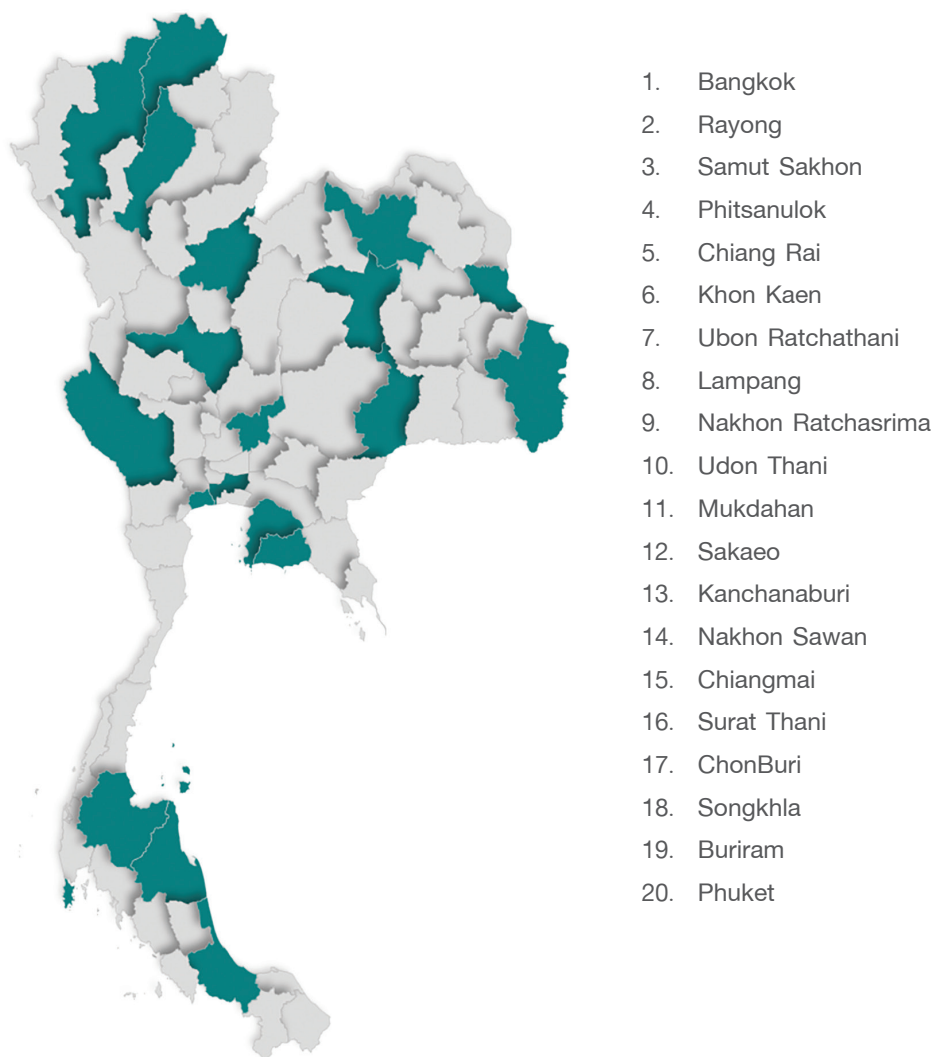 1. Bangkok
2. Rayong
3. Samut Sakhon
4. Phitsanulok
5. Chiang Rai
6. Khon Kaen
7. Ubon Ratchathani
8. Lampang
9. Nakhon Ratchasrima
10. Udon Thani
11. Mukdahan
12. Sakaeo
13. Kanchanaburi
14. Nakhon Sawan
15. Chiangmai
16. Surat Thani
17. ChonBuri
18. Songkhla
19. Buriram
20. Phuket